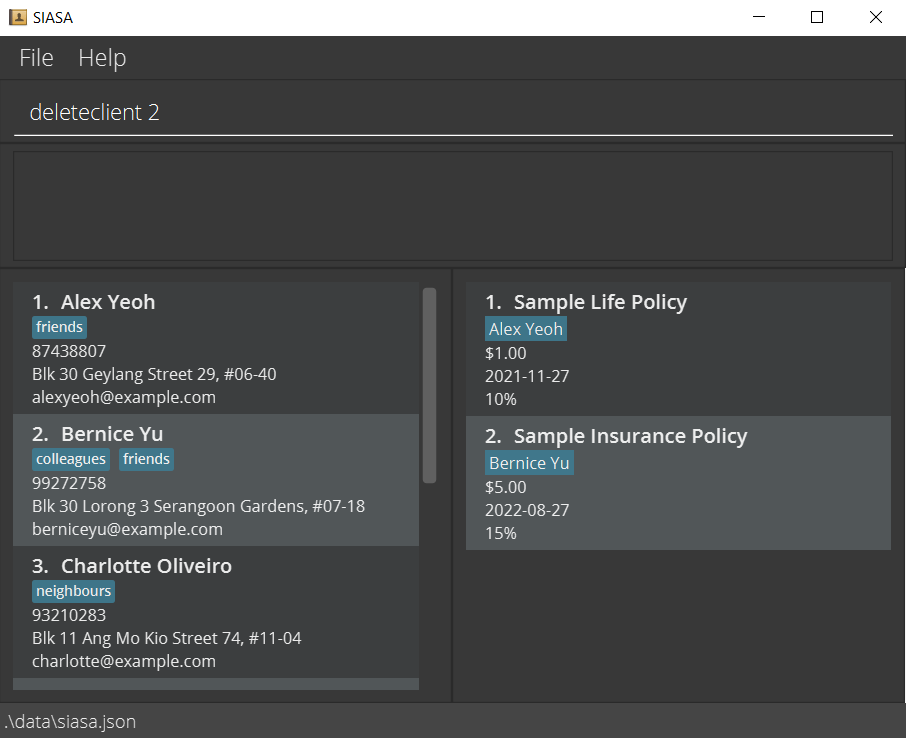 SIASA
File Help
deleteclient 2
1. Alex Yeoh
friends
87438807
Blk 30 Geylang Street 29, #06-40
alexyeoh@example.com
2. Bernice Yu
colleagues friends
99272758
Blk 30 Lorong 3 Serangoon Gardens, #07-18
berniceyu@example.com
3. Charlotte Oliveiro
neighbours
93210283
Blk 11 Ang Mo Kio Street 74, #11-04
charlotte@example.com
1. Sample Life Policy
Alex Yeoh
$1.00
2021-11-27
10%
2. Sample Insurance Policy
Bernice Yu
$5.00
2022-08-27
15%
.\data\siasa.json